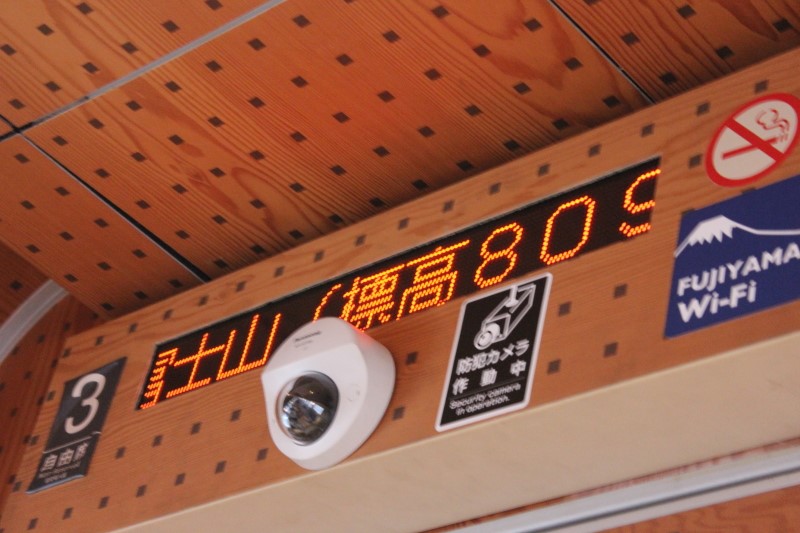 士山（標高809
3
自由席
防犯カメラ
作動中
Security camera
in operation.
FUJIYAMA
Wi-Fi